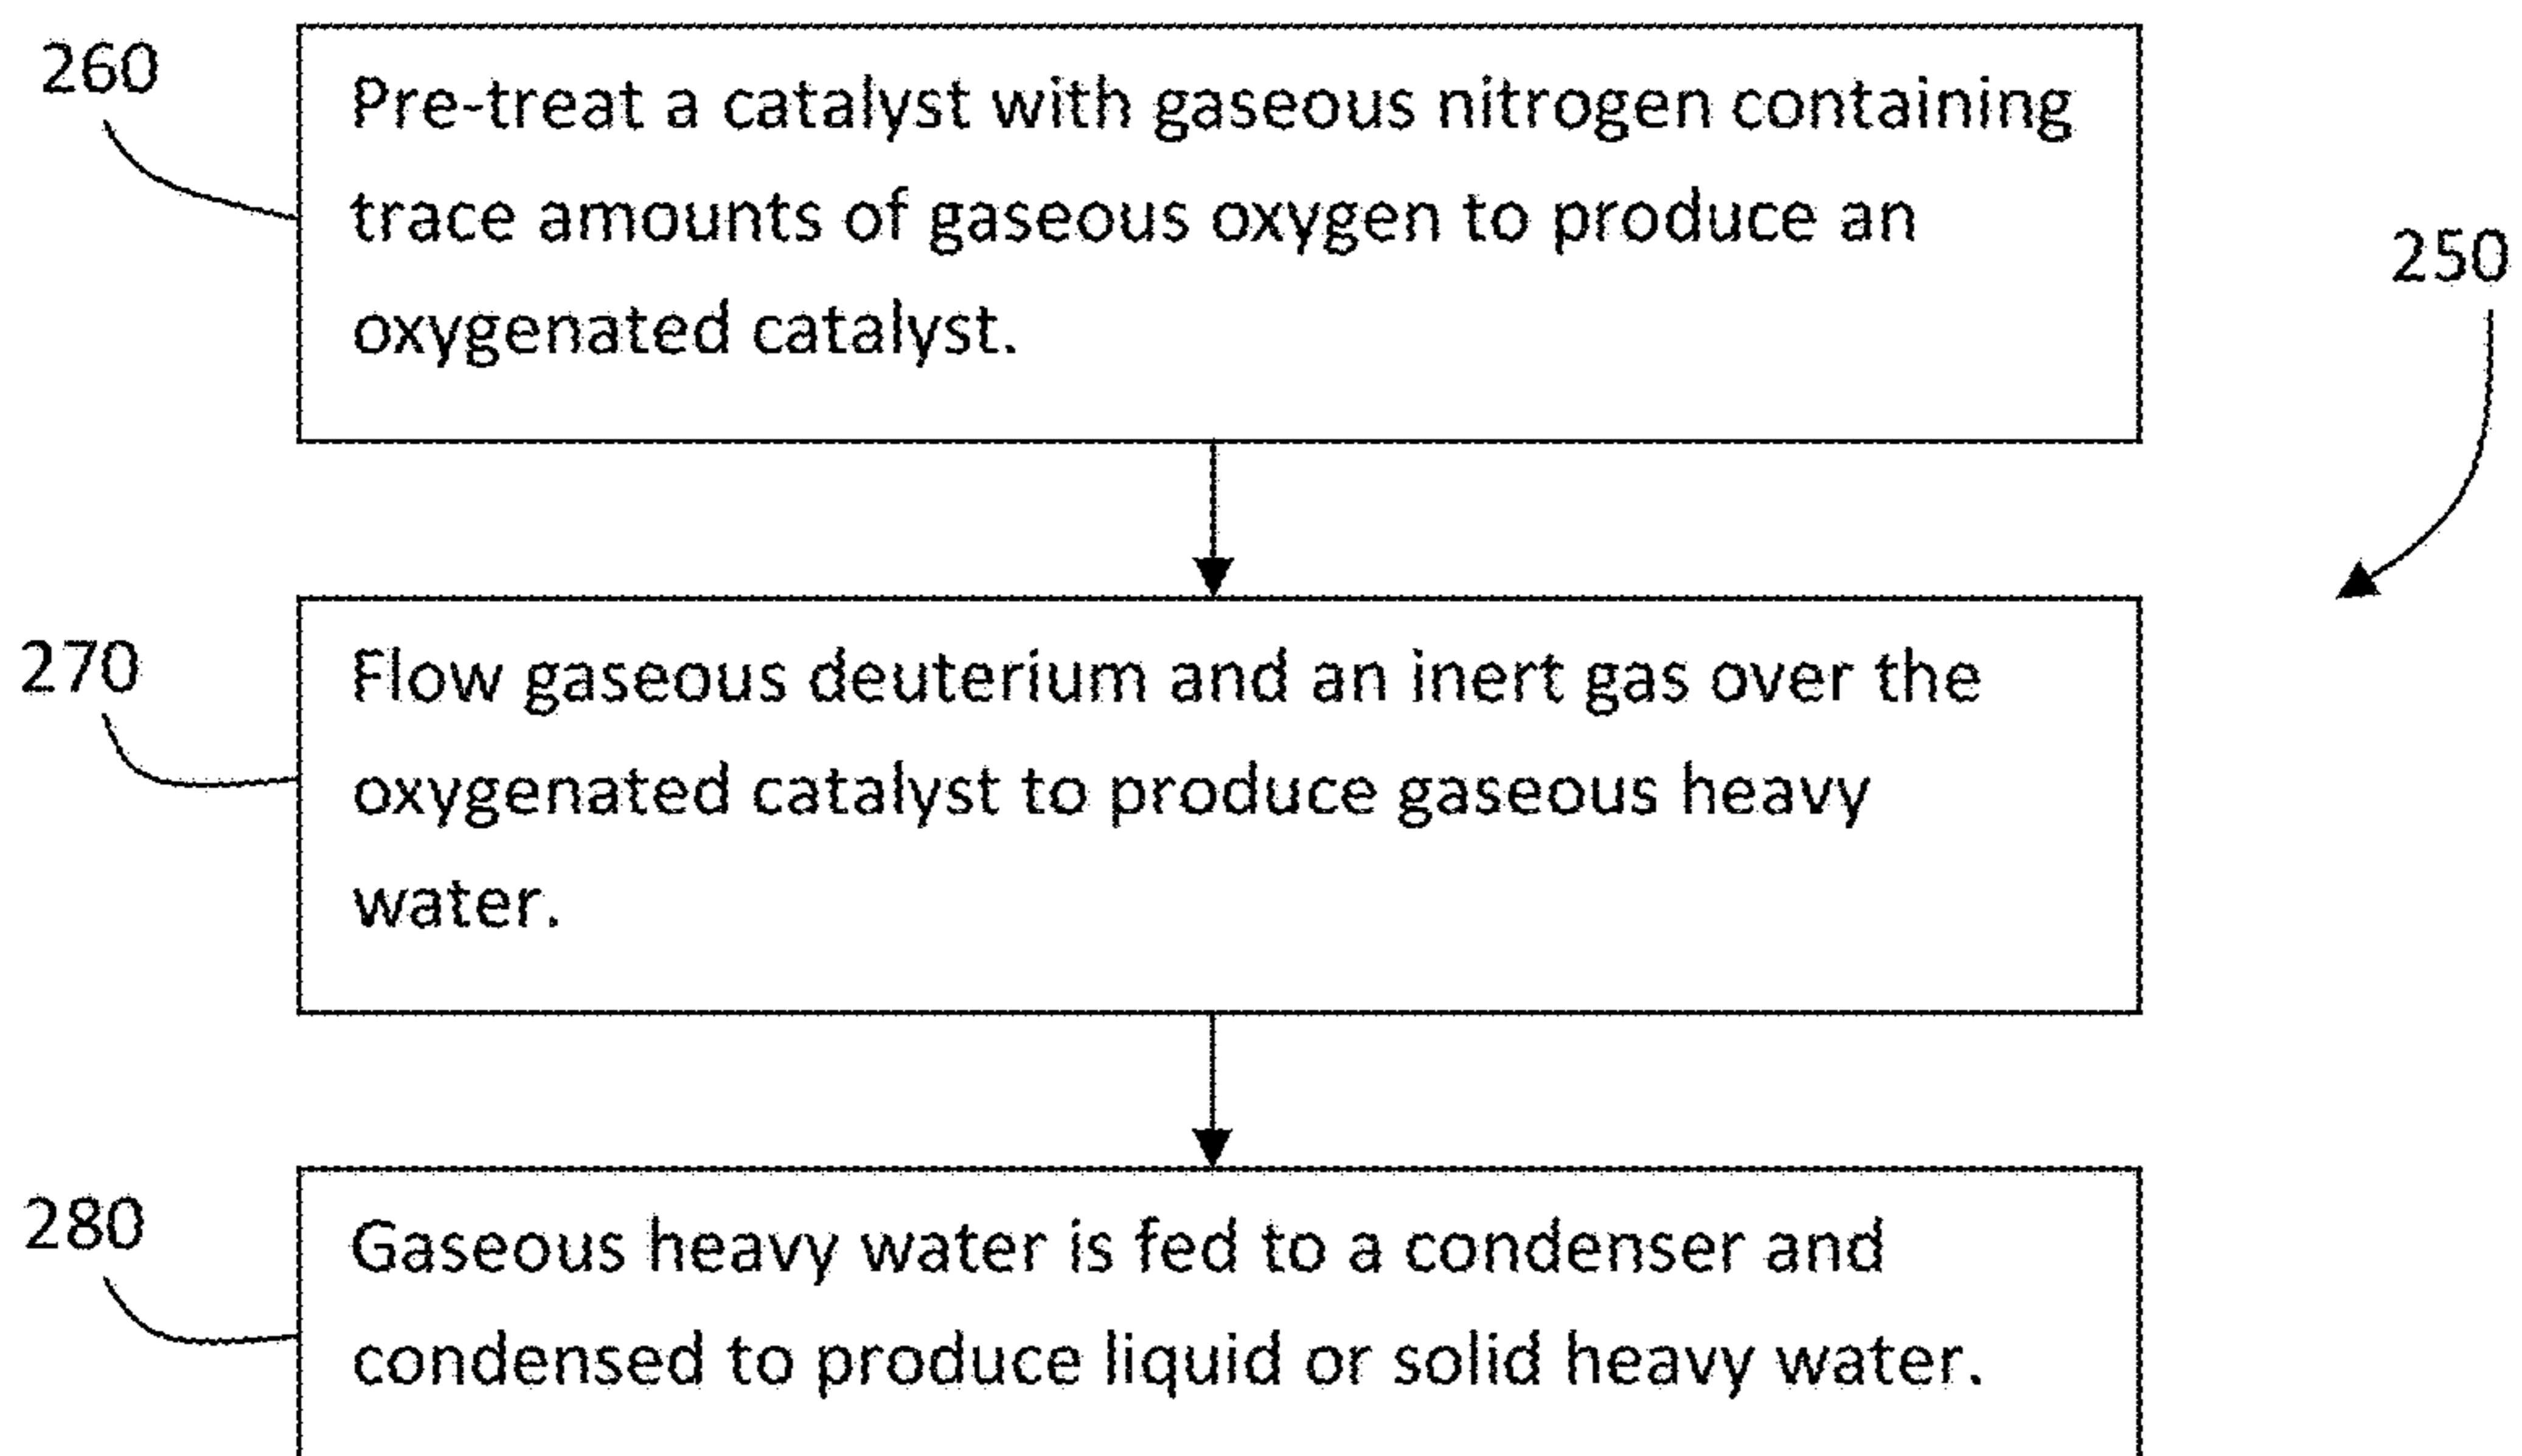 260
Pre-treat a catalyst with gaseous nitrogen containing
trace amounts of gaseous oxygen to produce an
oxygenated catalyst.
250
270
Flow gaseous deuterium and an inert gas over the
oxygenated catalyst to produce gaseous heavy
water.
280
Gaseous heavy water is fed to a condenser and
condensed to produce liquid or solid heavy water.